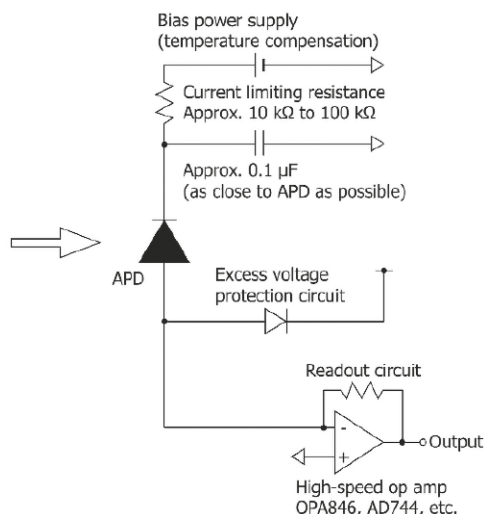 Bias power supply
(temperature compensation)
Current limiting resistance
Approx. 10 kΩ to 100 kΩ
Approx. 0.1 μF
(as close to APD as possible)
APD
Excess voltage
protection circuit
Readout circuit
-
+
Output
High-speed op amp
OPA846, AD744, etc.